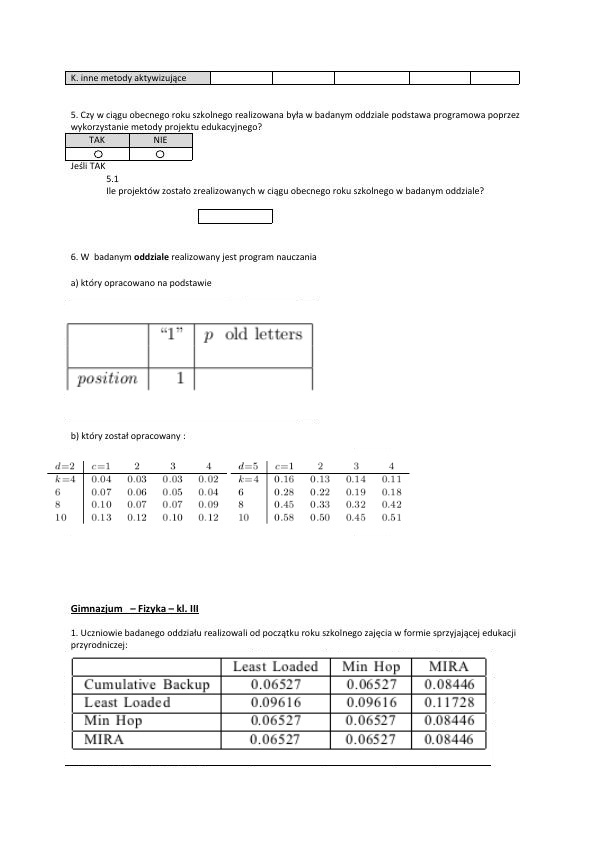 K. inne metody aktywizujące
5. Czy w ciągu obecnego roku szkolnego realizowana była w badanym oddziale podstawa programowa poprzez
wykorzystanie metody projektu edukacyjnego?
TAK NIE
Jeśli TAK
5.1
Ile projektów zostało zrealizowanych w ciągu obecnego roku szkolnego w badanym oddziale?
6. W badanym oddziale realizowany jest program nauczania
a) który opracowano na podstawie
“1” p old letters
position 1
b) który został opracowany :
d=2 c=1 2 3 4 d=5 c=1 2 3 4
k=4 0.04 0.03 0.03 0.02 k=4 0.16 0.13 0.14 0.11
6 0.07 0.06 0.05 0.04 6 0.28 0.22 0.19 0.18
8 0.10 0.07 0.07 0.09 8 0.45 0.33 0.32 0.42
10 0.13 0.12 0.10 0.12 10 0.58 0.50 0.45 0.51
Gimnazjum – Fizyka – kl. III
1. Uczniowie badanego oddziału realizowali od początku roku szkolnego zajęcia w formie sprzyjającej edukacji
przyrodniczej:
Least Loaded Min Hop MIRA
Cumulative Backup 0.06527 0.06527 0.08446
Least Loaded 0.09616 0.09616 0.11728
Min Hop 0.06527 0.06527 0.08446
MIRA 0.06527 0.06527 0.08446